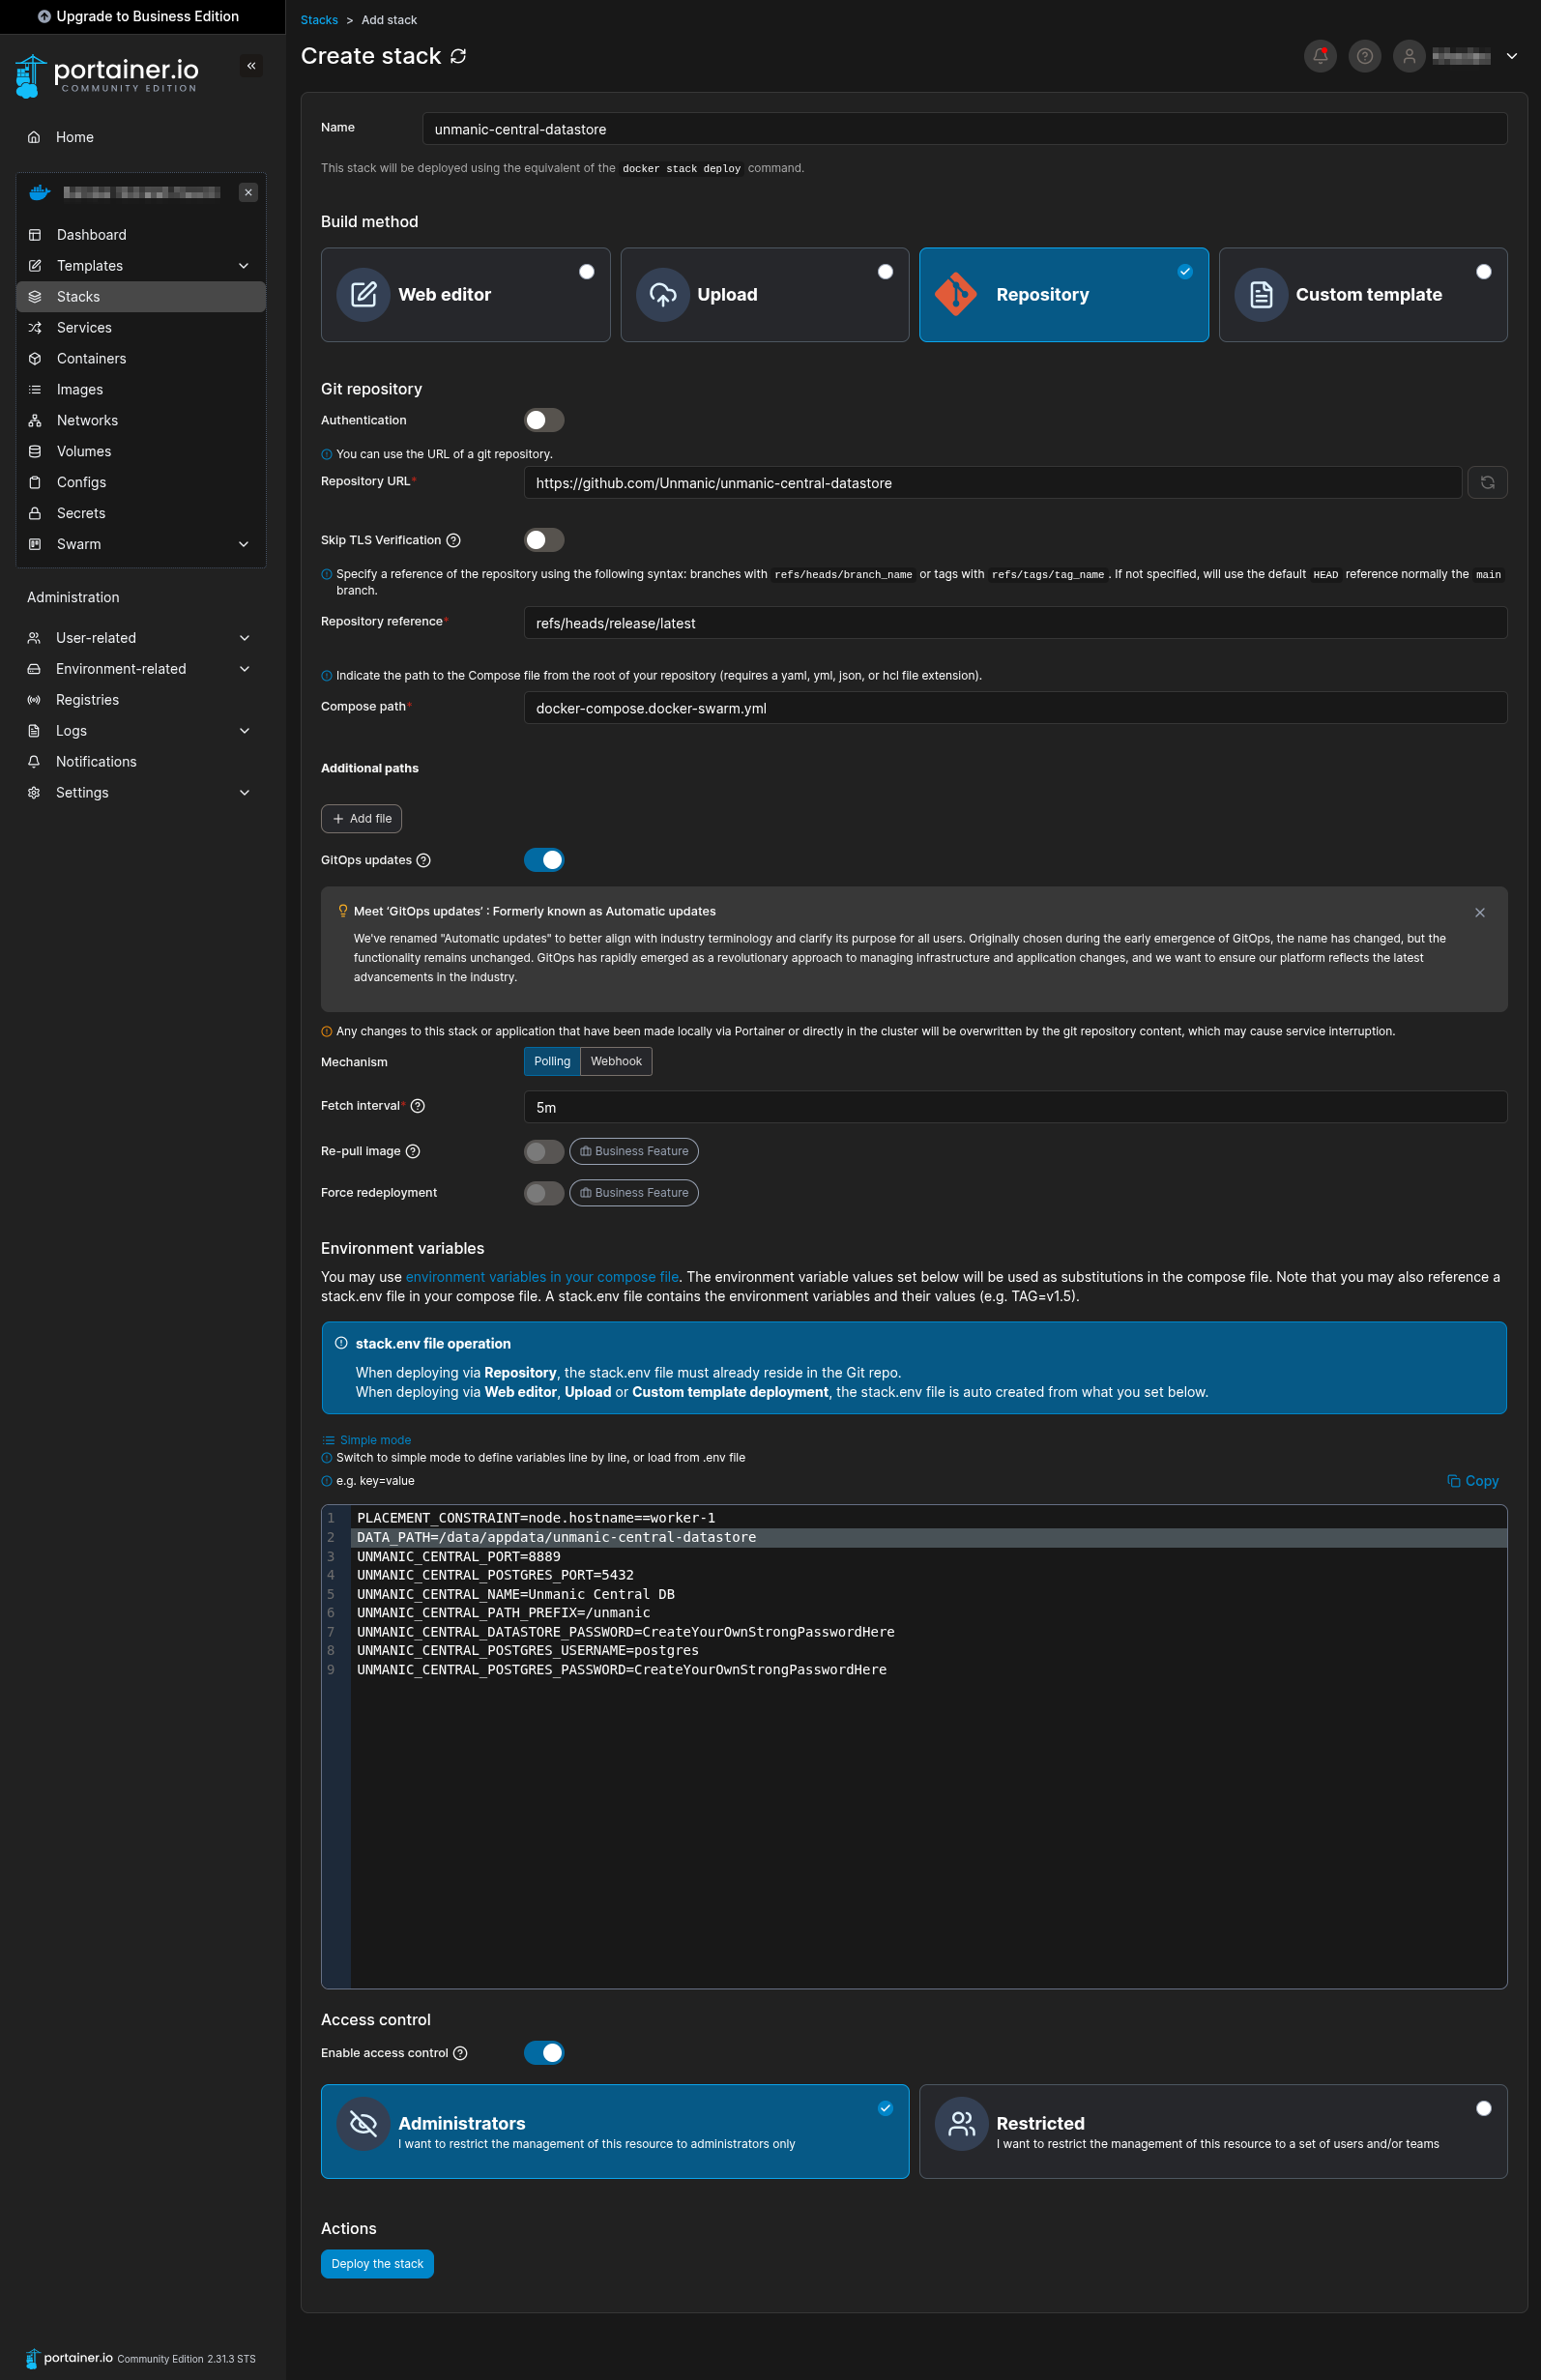 Upgrade to Business Edition
portainer.io
COMMUNITY EDITION
Home
Dashboard
Templates
Stacks
Services
Containers
Images
Networks
Volumes
Configs
Secrets
Swarm
Administration
User-related
Environment-related
Registries
Logs
Notifications
Settings
portainer.io Community Edition 2.31.3 STS
Stacks > Add stack
Create stack
Name unmanic-central-datastore
This stack will be deployed using the equivalent of the docker stack deploy command.
Build method
Web editor Upload Repository Custom template
Git repository
Authentication
You can use the URL of a git repository.
Repository URL* https://github.com/Unmanic/unmanic-central-datastore
Skip TLS Verification
Specify a reference of the repository using the following syntax: branches with refs/heads/branch_name or tags with refs/tags/tag_name. If not specified, will use the default HEAD reference normally the main
branch.
Repository reference* refs/heads/release/latest
Indicate the path to the Compose file from the root of your repository (requires a yaml, yml, json, or hcl file extension).
Compose path* docker-compose.docker-swarm.yml
Additional paths
+ Add file
GitOps updates
Meet ‘GitOps updates’ : Formerly known as Automatic updates
We've renamed "Automatic updates" to better align with industry terminology and clarify its purpose for all users. Originally chosen during the early emergence of GitOps, the name has changed, but the
functionality remains unchanged. GitOps has rapidly emerged as a revolutionary approach to managing infrastructure and application changes, and we want to ensure our platform reflects the latest
advancements in the industry.
Any changes to this stack or application that have been made locally via Portainer or directly in the cluster will be overwritten by the git repository content, which may cause service interruption.
Mechanism Polling Webhook
Fetch interval* 5m
Re-pull image Business Feature
Force redeployment Business Feature
Environment variables
You may use environment variables in your compose file. The environment variable values set below will be used as substitutions in the compose file. Note that you may also reference a
stack.env file in your compose file. A stack.env file contains the environment variables and their values (e.g. TAG=v1.5).
stack.env file operation
When deploying via Repository, the stack.env file must already reside in the Git repo.
When deploying via Web editor, Upload or Custom template deployment, the stack.env file is auto created from what you set below.
Simple mode
Switch to simple mode to define variables line by line, or load from .env file
e.g. key=value Copy
1 PLACEMENT_CONSTRAINT=node.hostname==worker-1
2 DATA_PATH=/data/appdata/unmanic-central-datastore
3 UNMANIC_CENTRAL_PORT=8889
4 UNMANIC_CENTRAL_POSTGRES_PORT=5432
5 UNMANIC_CENTRAL_NAME=Unmanic Central DB
6 UNMANIC_CENTRAL_PATH_PREFIX=/unmanic
7 UNMANIC_CENTRAL_DATASTORE_PASSWORD=CreateYourOwnStrongPasswordHere
8 UNMANIC_CENTRAL_POSTGRES_USERNAME=postgres
9 UNMANIC_CENTRAL_POSTGRES_PASSWORD=CreateYourOwnStrongPasswordHere
Access control
Enable access control
Administrators
I want to restrict the management of this resource to administrators only
Restricted
I want to restrict the management of this resource to a set of users and/or teams
Actions
Deploy the stack